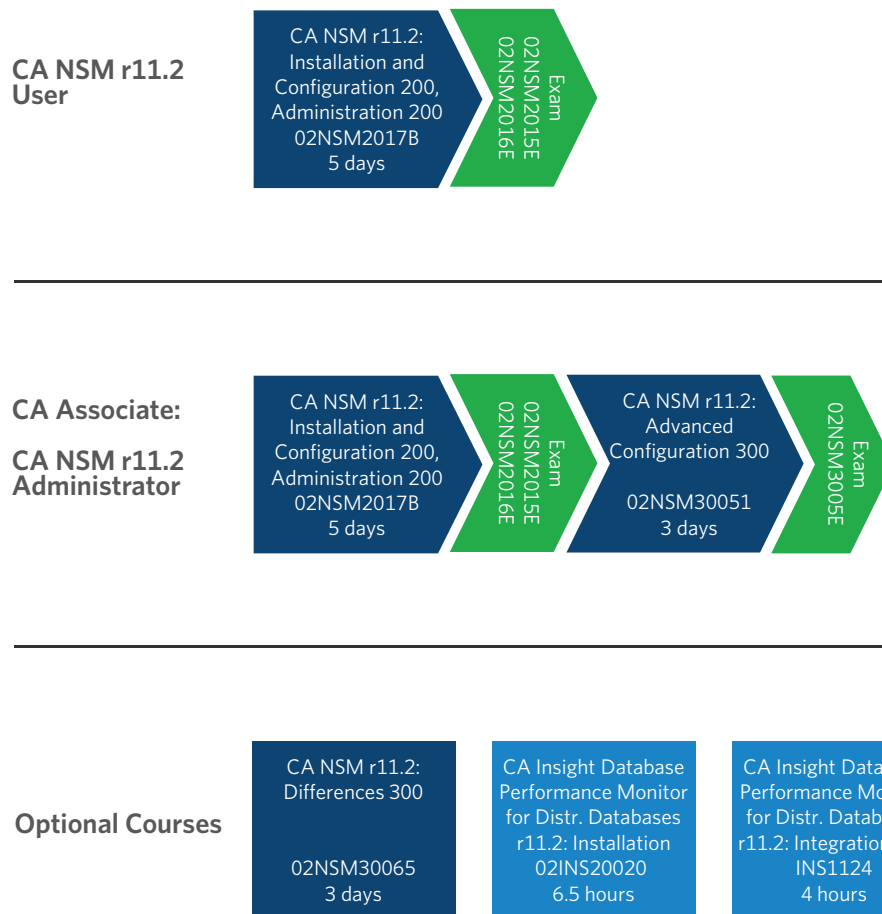 CA NSM r11.2
User
CA NSM r11.2:
Installation and
Configuration 200,
Administration 200
02NSM2017B
5 days
Exam
02NSM2015E
02NSM2016E
CA Associate:
CA NSM r11.2
Administrator
CA NSM r11.2:
Installation and
Configuration 200,
Administration 200
02NSM2017B
5 days
Exam
02NSM2015E
02NSM2016E
CA NSM r11.2:
Advanced
Configuration 300
02NSM30051
3 days
Exam
02NSM3005E
Optional Courses
CA NSM r11.2:
Differences 300
02NSM30065
3 days
CA Insight Database
Performance Monitor
for Distr. Databases
r11.2: Installation
02INS20020
6.5 hours
CA Insight
Performance
for Distr.
r11.2: Integration
INS1124
4 hours